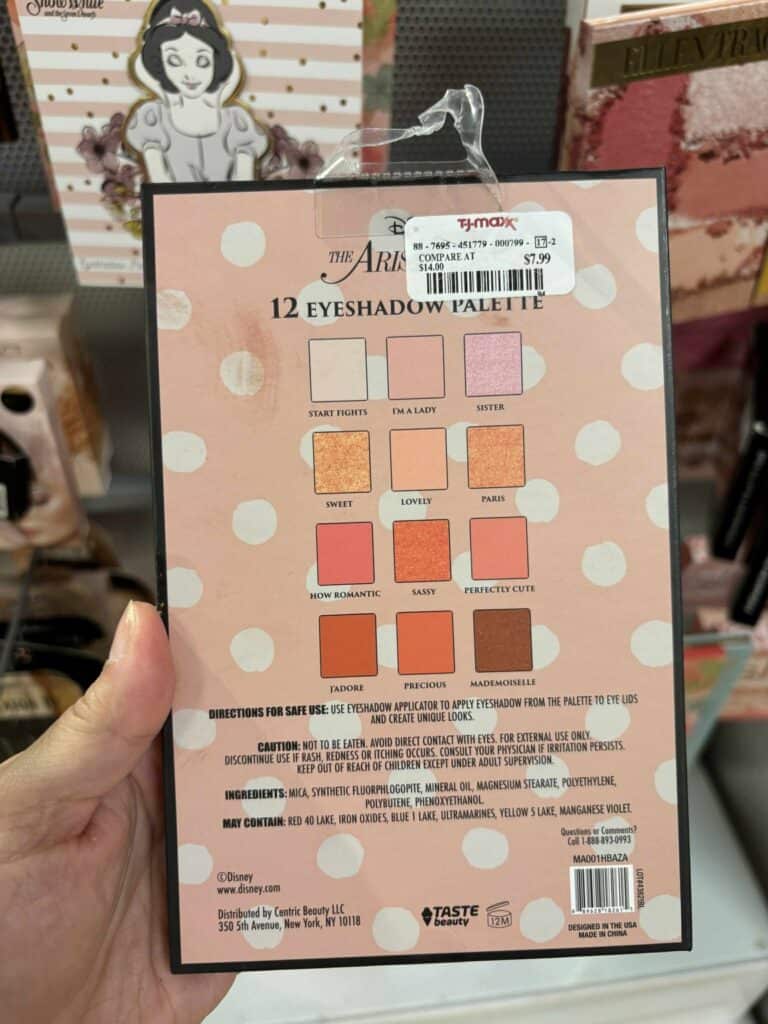 Snow White
and the Seven Dwarfs
ELLEN TRAC
T.J.maxx
88 - 7695 - 451779 - 000799 - 17 -2
COMPARE AT
$14.00
$7.99
THE ARIS
12 EYESHADOW PALETTE
START FIGHTS
I'M A LADY
SISTER
SWEET
LOVELY
PARIS
HOW ROMANTIC
SASSY
PERFECTLY CUTE
J'ADORE
PRECIOUS
MADEMOISELLE
DIRECTIONS FOR SAFE USE: USE EYESHADOW APPLICATOR TO APPLY EYESHADOW FROM THE PALETTE TO EYE LIDS
AND CREATE UNIQUE LOOKS.
CAUTION: NOT TO BE EATEN. AVOID DIRECT CONTACT WITH EYES. FOR EXTERNAL USE ONLY.
DISCONTINUE USE IF RASH, REDNESS OR ITCHING OCCURS. CONSULT YOUR PHYSICIAN IF IRRITATION PERSISTS.
KEEP OUT OF REACH OF CHILDREN EXCEPT UNDER ADULT SUPERVISION.
INGREDIENTS: MICA, SYNTHETIC FLUORPHLOGOPITE, MINERAL OIL, MAGNESIUM STEARATE, POLYETHYLENE,
POLYBUTENE, PHENOXYETHANOL.
MAY CONTAIN: RED 40 LAKE, IRON OXIDES, BLUE 1 LAKE, ULTRAMARINES, YELLOW 5 LAKE, MANGANESE VIOLET.
Questions or Comments?
Call 1-888-893-0993
MA001HBAZA
©Disney
www.disney.com
Distributed by Centric Beauty LLC
350 5th Avenue, New York, NY 10118
TASTE
beauty
12M
DESIGNED IN THE USA
MADE IN CHINA